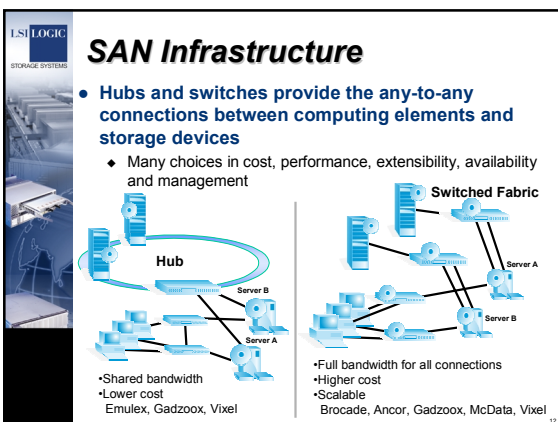 LSI LOGIC
STORAGE SYSTEMS
SAN Infrastructure
● Hubs and switches provide the any-to-any
connections between computing elements and
storage devices
◆ Many choices in cost, performance, extensibility, availability
and management
Hub
Server B
Server A
•Shared bandwidth
•Lower cost
Emulex, Gadzoox, Vixel
Switched Fabric
Server A
Server B
•Full bandwidth for all connections
•Higher cost
•Scalable
Brocade, Ancor, Gadzoox, McData, Vixel
12